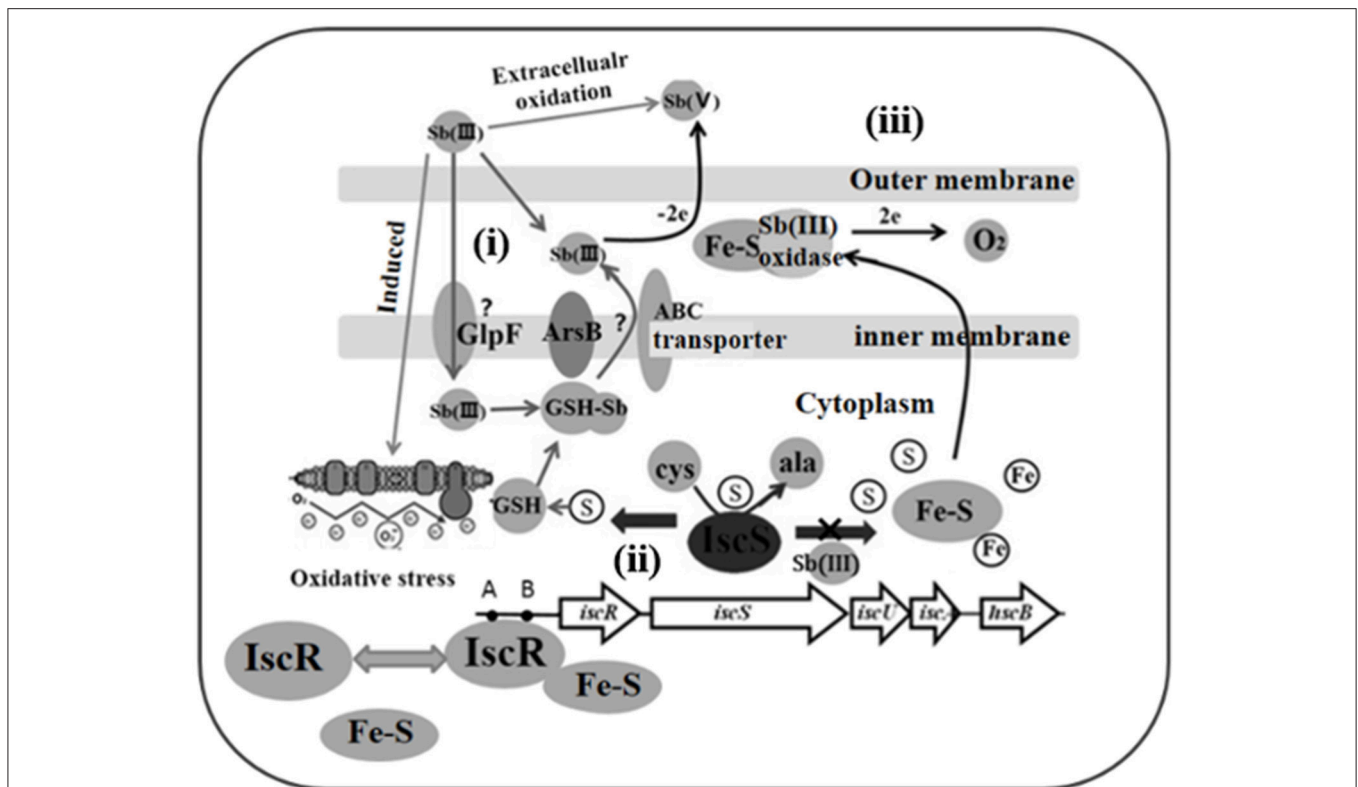 Extracellualr
oxidation
Sb(V)
(iii)
Sb(III)
Outer membrane
-2e
Sb(III)
2e
Fe-S
oxidase
O₂
(i)
Sb(III)
Induced
?
GlpF
ArsB
?
ABC
transporter
inner membrane
Sb(III)
GSH-Sb
Cytoplasm
cys
S
ala
S
Fe
GSH
S
IscS
S
Fe-S
Fe
Sb(III)
(ii)
Oxidative stress
A
B
iscR
iscS
iscU
iscA
hscB
IscR
IscR
Fe-S
Fe-S